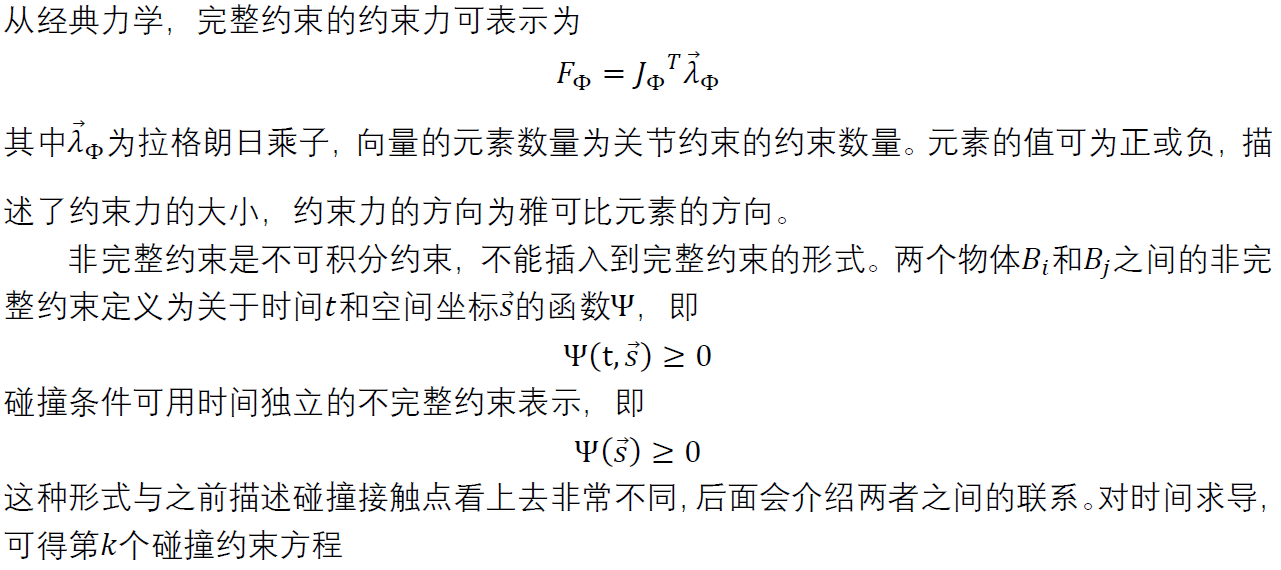 从经典力学，完整约束的约束力可表示为
$F_\Phi = {J_\Phi}^T \vec{\lambda}_\Phi$
其中$\vec{\lambda}_\Phi$为拉格朗日乘子，向量的元素数量为关节约束的约束数量。元素的值可为正或负，描
述了约束力的大小，约束力的方向为雅可比元素的方向。
非完整约束是不可积分约束，不能插入到完整约束的形式。两个物体$B_i$和$B_j$之间的非完
整约束定义为关于时间$t$和空间坐标$\vec{s}$的函数Ψ，即
$\Psi(\mathrm{t}, \vec{s}) \geq 0$
碰撞条件可用时间独立的不完整约束表示，即
$\Psi(\vec{s}) \geq 0$
这种形式与之前描述碰撞接触点看上去非常不同，后面会介绍两者之间的联系。对时间求导，
可得第$k$个碰撞约束方程